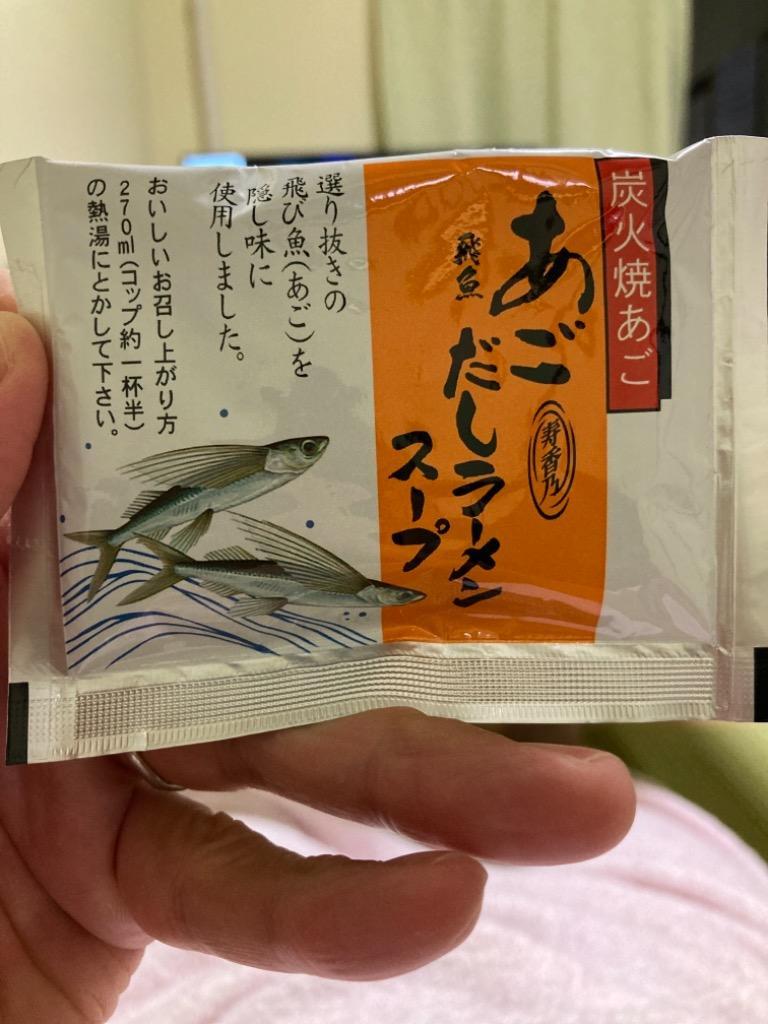 炭火焼あご
あご
飛魚
だしラーメン
スープ
寿香乃
選り抜きの
飛び魚(あご)を
隠し味に
使用しました。
おいしいお召し上がり方
270ml(コップ約一杯半)
の熱湯にとかして下さい。